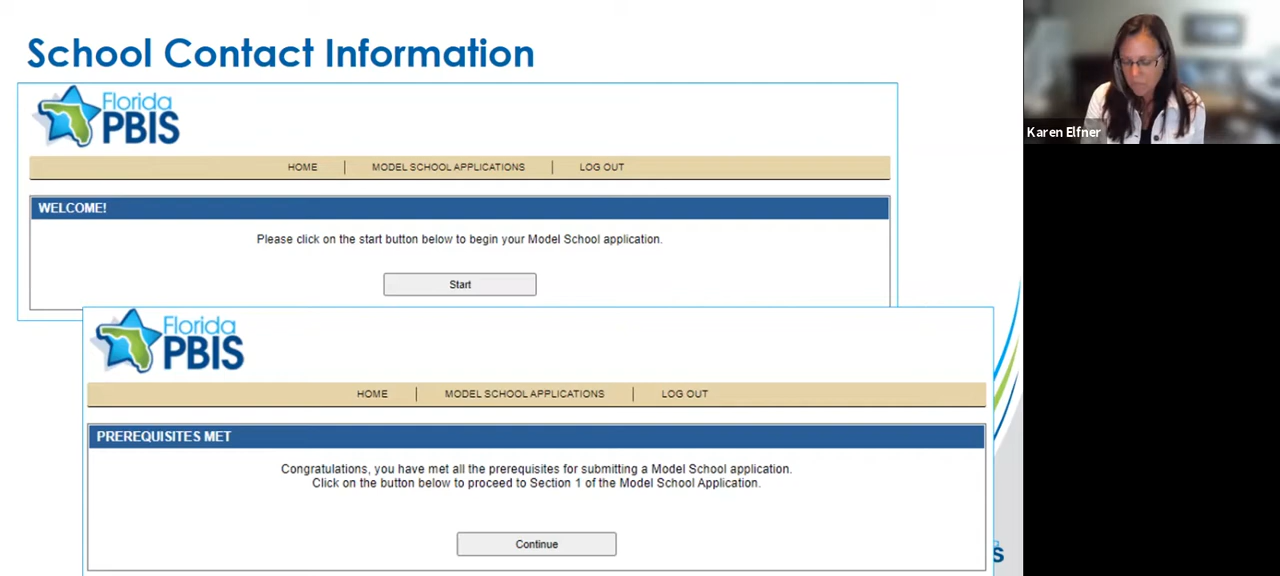 School Contact Information
Karen Elfner
Florida
PBIS
HOME | MODEL SCHOOL APPLICATIONS | LOG OUT
WELCOME!
Please click on the start button below to begin your Model School application.
Start
Florida
PBIS
HOME | MODEL SCHOOL APPLICATIONS | LOG OUT
PREREQUISITES MET
Congratulations, you have met all the prerequisites for submitting a Model School application.
Click on the button below to proceed to Section 1 of the Model School Application.
Continue